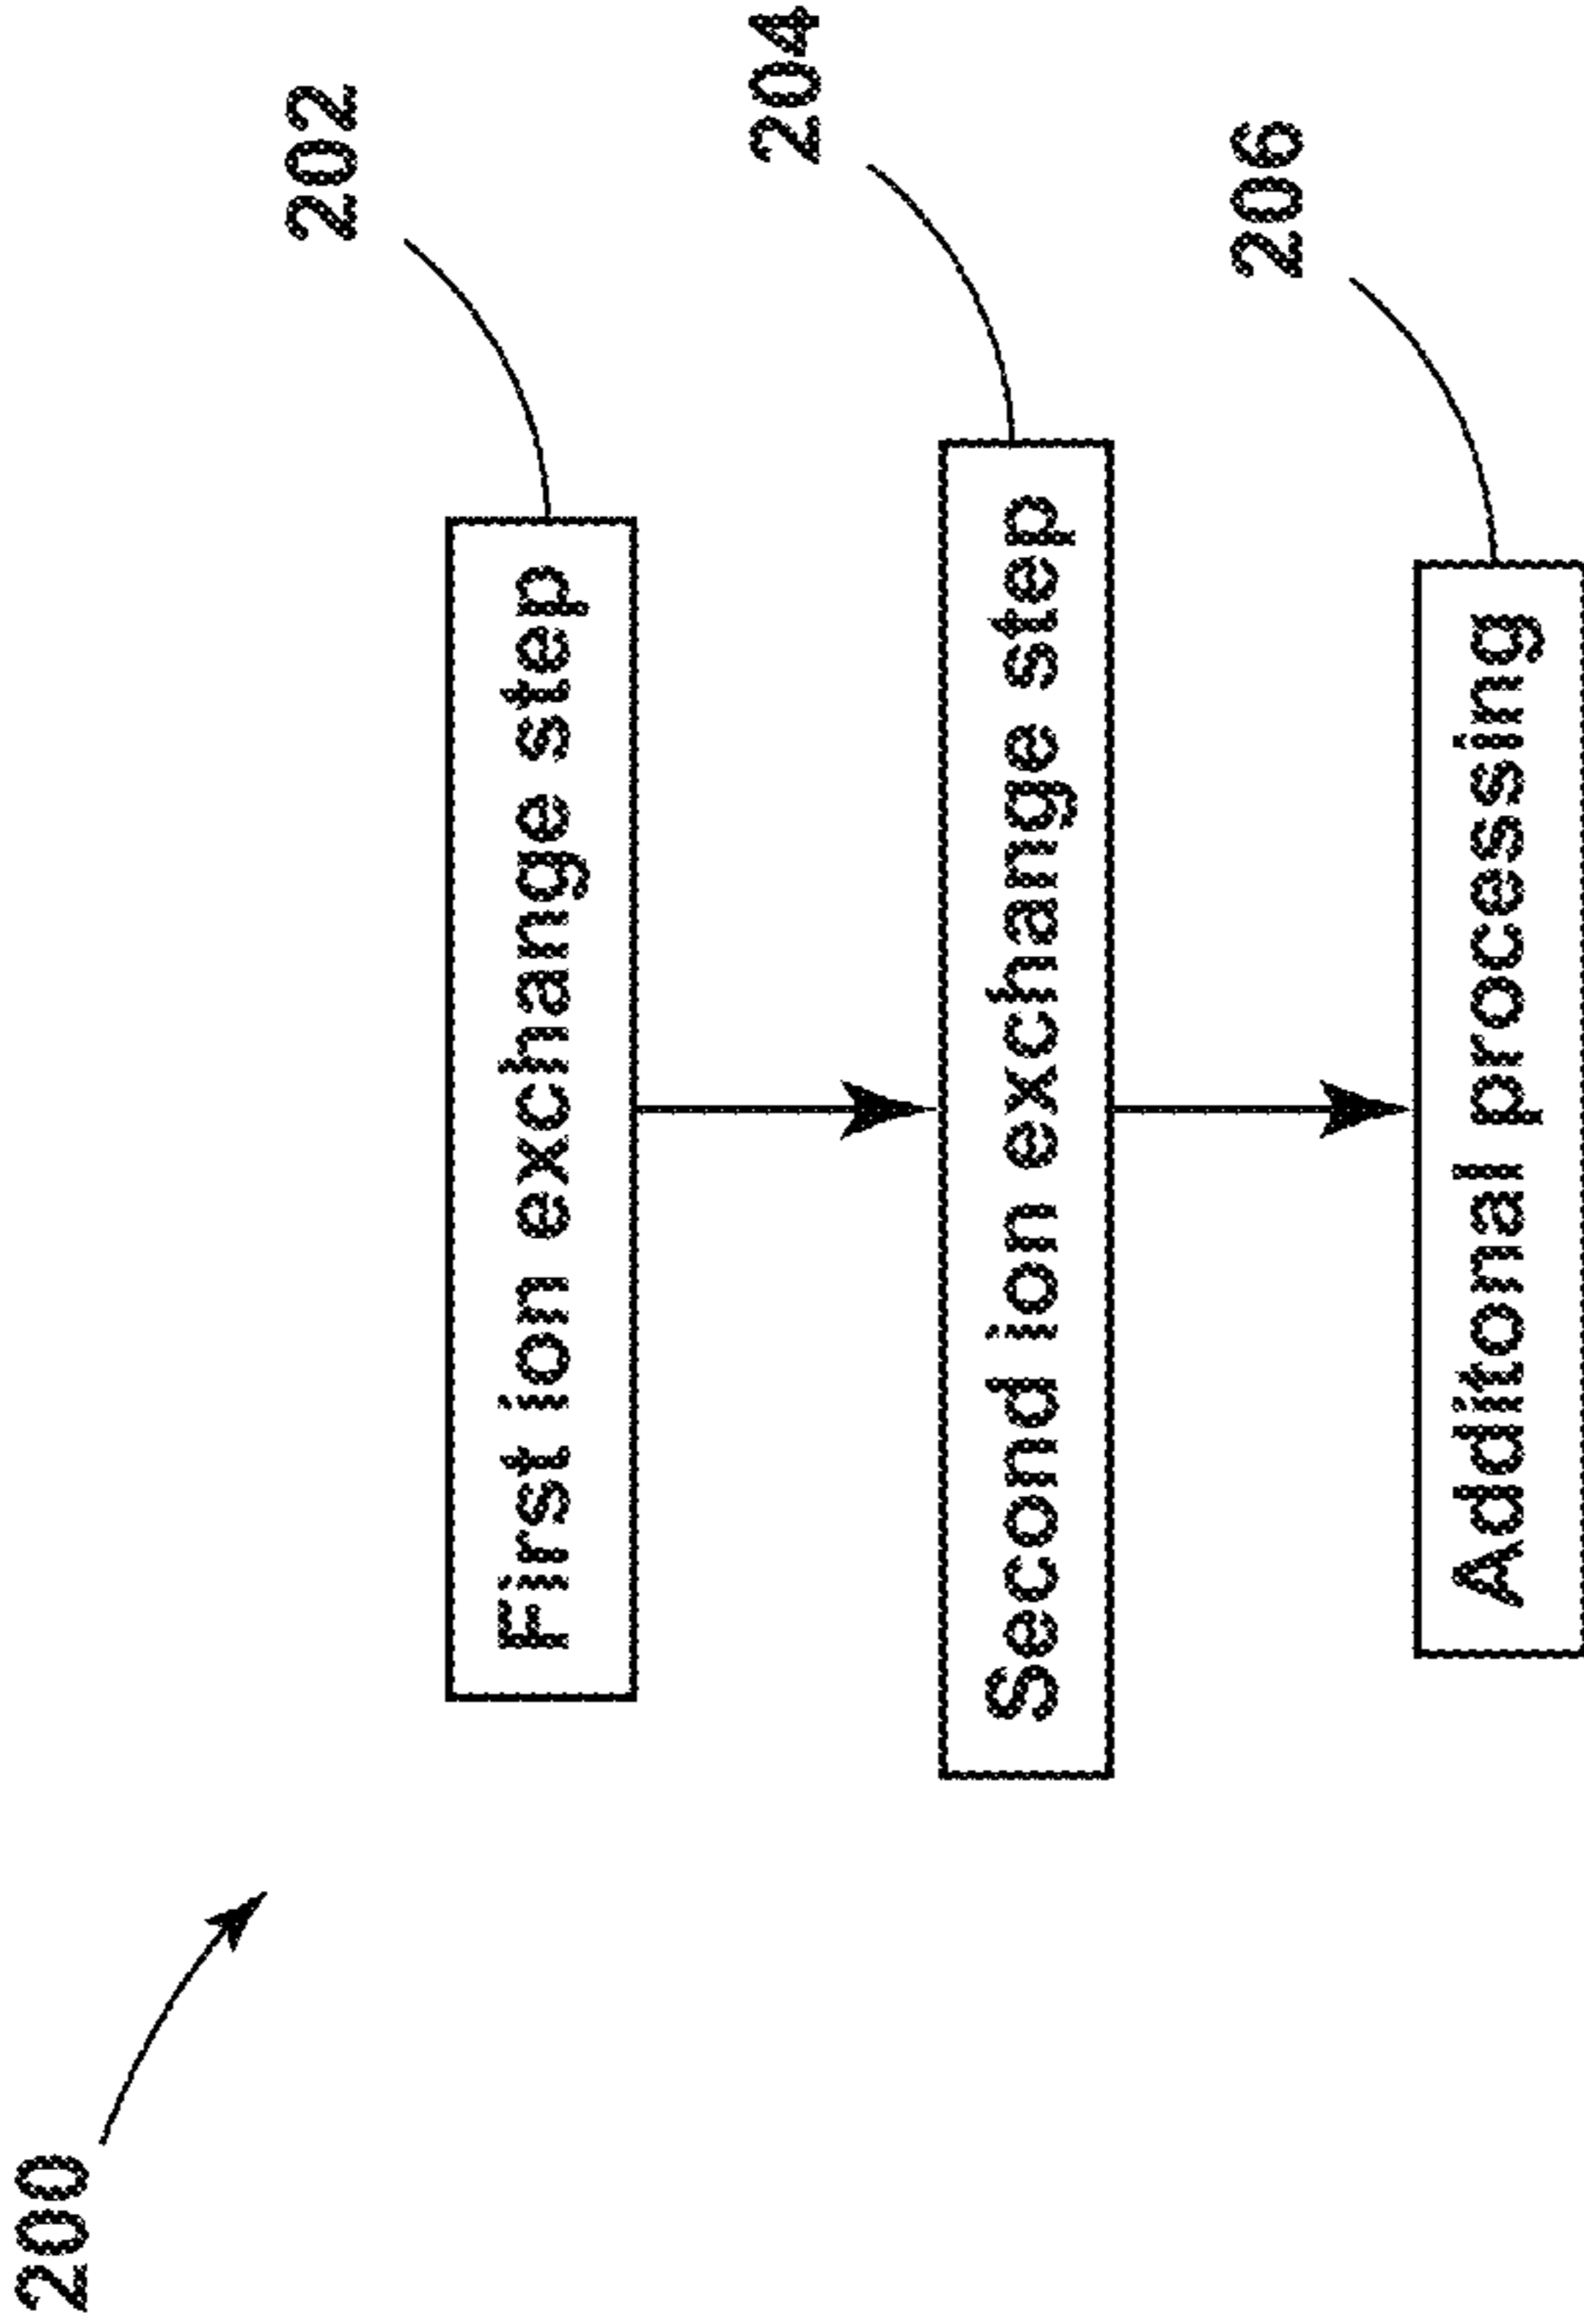 200
202
First ion exchange step
204
Second ion exchange step
206
Additonal processing